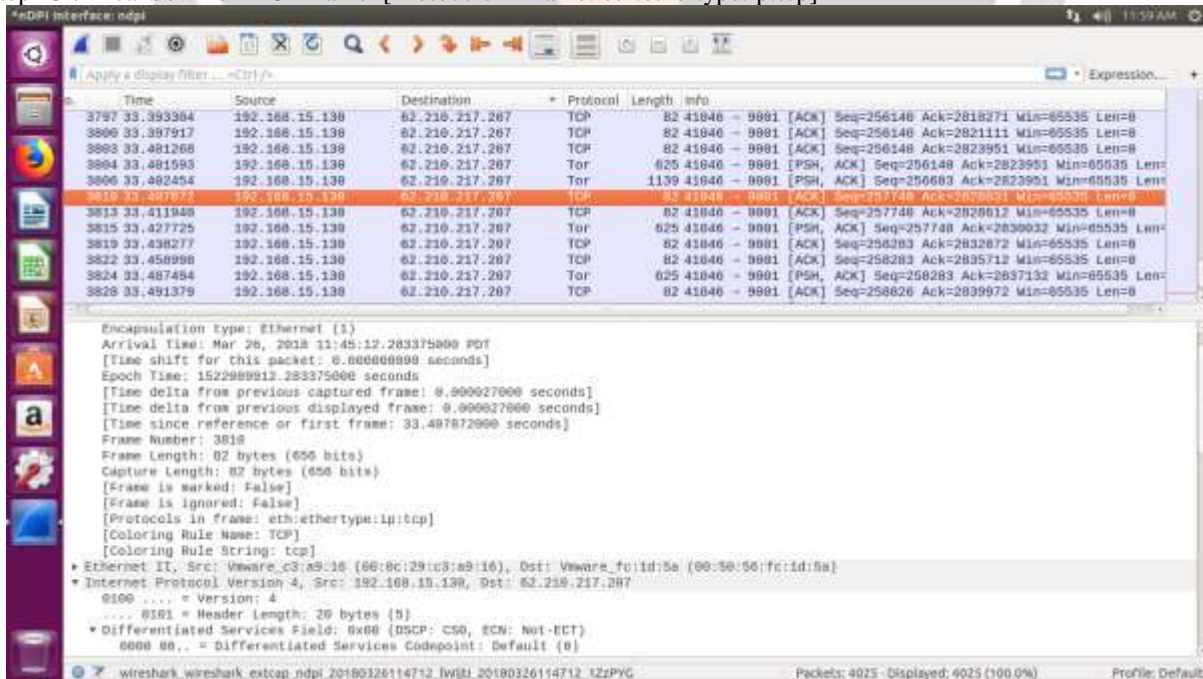 *nDPI interface: ndpi
11:59 AM
Apply a display filter ... <Ctrl-/>
Expression... +
Time Source Destination Protocol Length Info
3797 33.393304 192.168.15.130 62.210.217.207 TCP 82 41046 → 9001 [ACK] Seq=256140 Ack=2818271 Win=65535 Len=0
3800 33.397917 192.168.15.130 62.210.217.207 TCP 82 41046 → 9001 [ACK] Seq=256140 Ack=2821111 Win=65535 Len=0
3803 33.401260 192.168.15.130 62.210.217.207 TCP 82 41046 → 9001 [ACK] Seq=256140 Ack=2823951 Win=65535 Len=0
3804 33.401593 192.168.15.130 62.210.217.207 Tor 625 41046 → 9001 [PSH, ACK] Seq=256140 Ack=2823951 Win=65535 Len=
3806 33.402454 192.168.15.130 62.210.217.207 Tor 1139 41046 → 9001 [PSH, ACK] Seq=256683 Ack=2823951 Win=65535 Len=
3810 33.407072 192.168.15.130 62.210.217.207 TCP 82 41046 → 9001 [ACK] Seq=257740 Win=65535 Len=0
3813 33.411940 192.168.15.130 62.210.217.207 TCP 82 41046 → 9001 [ACK] Seq=257740 Ack=2828612 Win=65535 Len=0
3815 33.427725 192.168.15.130 62.210.217.207 Tor 625 41046 → 9001 [PSH, ACK] Seq=257740 Ack=2830032 Win=65535 Len=
3819 33.438277 192.168.15.130 62.210.217.207 TCP 82 41046 → 9001 [ACK] Seq=258283 Ack=2832872 Win=65535 Len=0
3822 33.458998 192.168.15.130 62.210.217.207 TCP 82 41046 → 9001 [ACK] Seq=258283 Ack=2835712 Win=65535 Len=0
3824 33.487494 192.168.15.130 62.210.217.207 Tor 625 41046 → 9001 [PSH, ACK] Seq=258283 Ack=2837132 Win=65535 Len=
3828 33.491379 192.168.15.130 62.210.217.207 TCP 82 41046 → 9001 [ACK] Seq=258826 Ack=2839972 Win=65535 Len=0
Encapsulation type: Ethernet (1)
Arrival Time: Mar 26, 2018 11:45:12.283375000 PDT
[Time shift for this packet: 0.000000000 seconds]
Epoch Time: 1522089912.283375000 seconds
[Time delta from previous captured frame: 0.000027000 seconds]
[Time delta from previous displayed frame: 0.000027000 seconds]
[Time since reference or first frame: 33.407072000 seconds]
Frame Number: 3810
Frame Length: 82 bytes (656 bits)
Capture Length: 82 bytes (656 bits)
[Frame is marked: False]
[Frame is ignored: False]
[Protocols in frame: eth:ethertype:ip:tcp]
[Coloring Rule Name: TCP]
[Coloring Rule String: tcp]
Ethernet II, Src: Vmware_c3:a9:16 (00:0c:29:c3:a9:16), Dst: Vmware_fc:1d:5a (00:50:56:fc:1d:5a)
Internet Protocol Version 4, Src: 192.168.15.130, Dst: 62.210.217.207
0100 .... = Version: 4
.... 0101 = Header Length: 20 bytes (5)
Differentiated Services Field: 0x00 (DSCP: CS0, ECN: Not-ECT)
0000 00.. = Differentiated Services Codepoint: Default (0)
Packets: 4025 · Displayed: 4025 (100.0%) Profile: Default